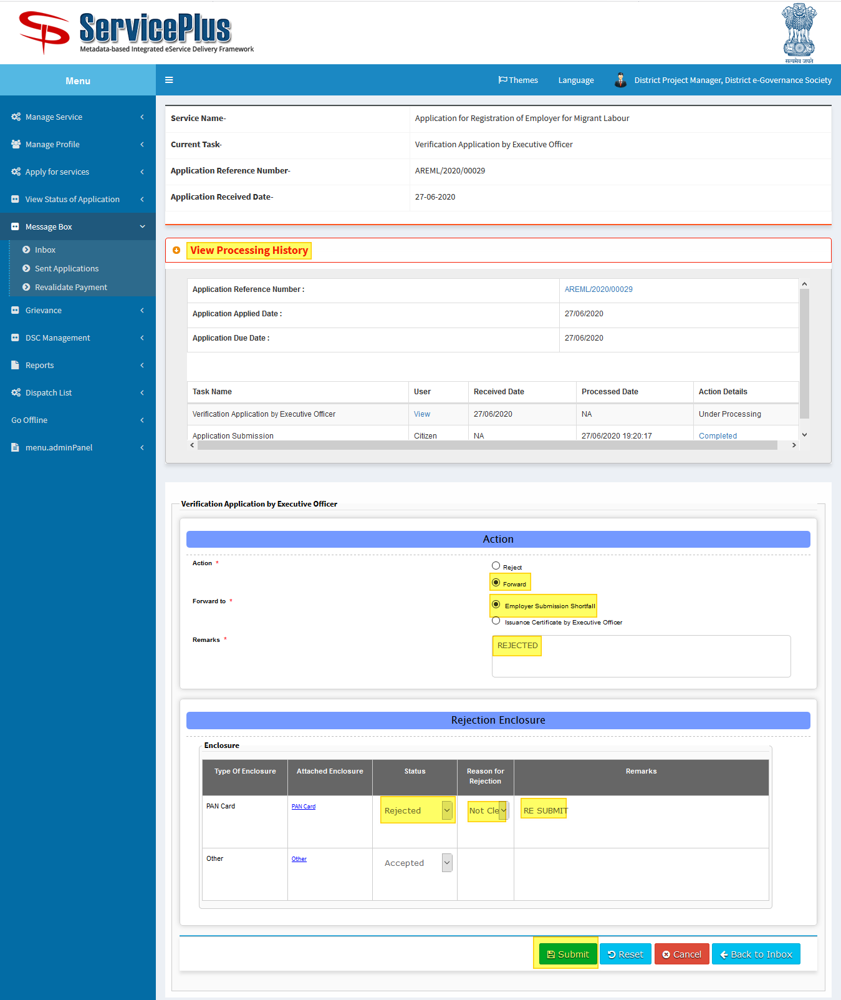 ServicePlus
Metadata-based Integrated eService Delivery Framework
सत्यमेव जयते
Menu
Themes
Language
District Project Manager, District e-Governance Society
Manage Service
Manage Profile
Apply for services
View Status of Application
Message Box
Inbox
Sent Applications
Revalidate Payment
Grievance
DSC Management
Reports
Dispatch List
Go Offline
menu.adminPanel
Service Name- Application for Registration of Employer for Migrant Labour
Current Task- Verification Application by Executive Officer
Application Reference Number- AREML/2020/00029
Application Received Date- 27-06-2020
View Processing History
Application Reference Number : AREML/2020/00029
Application Applied Date : 27/06/2020
Application Due Date : 27/06/2020
Task Name User Received Date Processed Date Action Details
Verification Application by Executive Officer View 27/06/2020 NA Under Processing
Application Submission Citizen NA 27/06/2020 19:20:17 Completed
Verification Application by Executive Officer
Action
Action *
Reject
Forward
Forward to *
Employer Submission Shortfall
Issuance Certificate by Executive Officer
Remarks *
REJECTED
Rejection Enclosure
Enclosure
Type Of Enclosure Attached Enclosure Status Reason for Rejection Remarks
PAN Card PAN Card Rejected Not Cle RE SUBMIT
Other Other Accepted
Submit Reset Cancel Back to Inbox